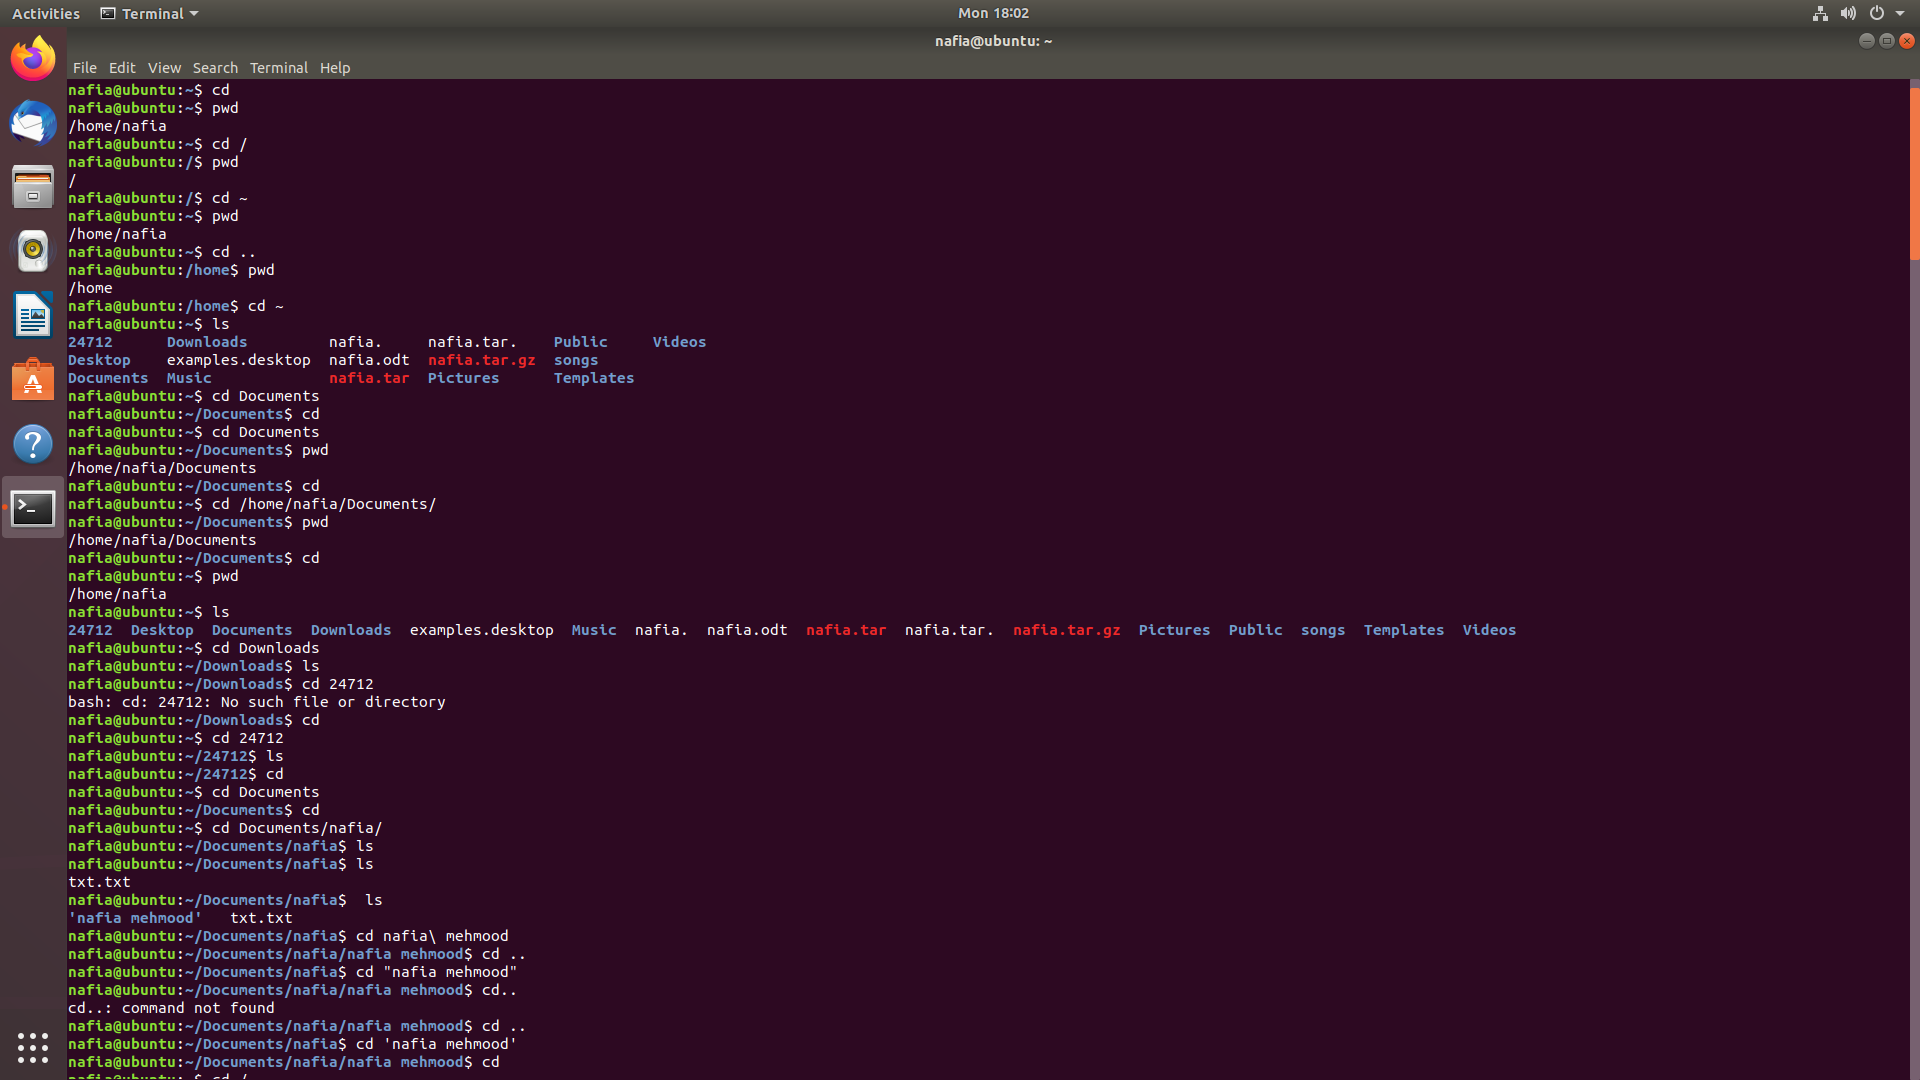 Activities Terminal Mon 18:02
nafia@ubuntu: ~
File Edit View Search Terminal Help
nafia@ubuntu:~$ cd
nafia@ubuntu:~$ pwd
/home/nafia
nafia@ubuntu:~$ cd /
nafia@ubuntu:/$ pwd
/
nafia@ubuntu:/$ cd ~
nafia@ubuntu:~$ pwd
/home/nafia
nafia@ubuntu:~$ cd ..
nafia@ubuntu:/home$ pwd
/home
nafia@ubuntu:/home$ cd ~
nafia@ubuntu:~$ ls
24712      Downloads         nafia.     nafia.tar.    Public     Videos
Desktop    examples.desktop  nafia.odt  nafia.tar.gz  songs
Documents  Music             nafia.tar  Pictures      Templates
nafia@ubuntu:~$ cd Documents
nafia@ubuntu:~/Documents$ cd
nafia@ubuntu:~$ cd Documents
nafia@ubuntu:~/Documents$ pwd
/home/nafia/Documents
nafia@ubuntu:~/Documents$ cd
nafia@ubuntu:~$ cd /home/nafia/Documents/
nafia@ubuntu:~/Documents$ pwd
/home/nafia/Documents
nafia@ubuntu:~/Documents$ cd
nafia@ubuntu:~$ pwd
/home/nafia
nafia@ubuntu:~$ ls
24712  Desktop  Documents  Downloads  examples.desktop  Music  nafia.  nafia.odt  nafia.tar  nafia.tar.  nafia.tar.gz  Pictures  Public  songs  Templates  Videos
nafia@ubuntu:~$ cd Downloads
nafia@ubuntu:~/Downloads$ ls
nafia@ubuntu:~/Downloads$ cd 24712
bash: cd: 24712: No such file or directory
nafia@ubuntu:~/Downloads$ cd
nafia@ubuntu:~$ cd 24712
nafia@ubuntu:~/24712$ ls
nafia@ubuntu:~/24712$ cd
nafia@ubuntu:~$ cd Documents
nafia@ubuntu:~/Documents$ cd
nafia@ubuntu:~$ cd Documents/nafia/
nafia@ubuntu:~/Documents/nafia$ ls
nafia@ubuntu:~/Documents/nafia$ ls
txt.txt
nafia@ubuntu:~/Documents/nafia$  ls
'nafia mehmood'   txt.txt
nafia@ubuntu:~/Documents/nafia$ cd nafia\ mehmood
nafia@ubuntu:~/Documents/nafia/nafia mehmood$ cd ..
nafia@ubuntu:~/Documents/nafia$ cd "nafia mehmood"
nafia@ubuntu:~/Documents/nafia/nafia mehmood$ cd..
cd..: command not found
nafia@ubuntu:~/Documents/nafia/nafia mehmood$ cd ..
nafia@ubuntu:~/Documents/nafia$ cd 'nafia mehmood'
nafia@ubuntu:~/Documents/nafia/nafia mehmood$ cd
nafia@ubuntu:~$ cd /